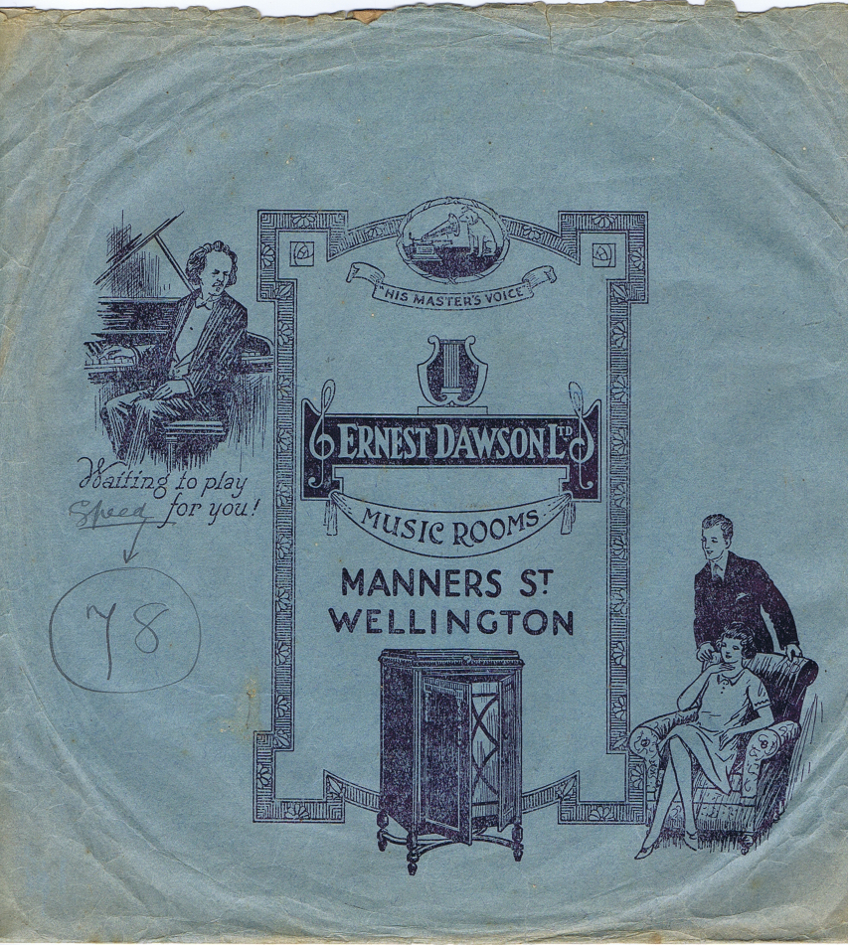 "HIS MASTER'S VOICE"
ERNEST DAWSON LTD
MUSIC ROOMS
MANNERS ST
WELLINGTON
Waiting to play
for you!
Speed
78